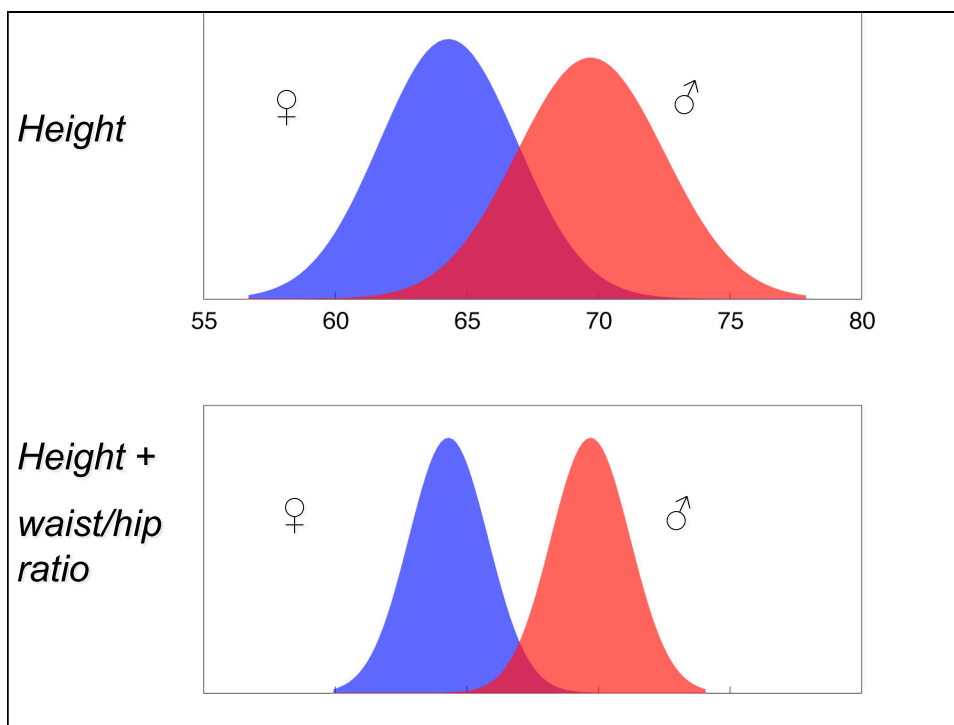 ♀
♂
Height
55 60 65 70 75 80
Height +
♀
♂
waist/hip
ratio